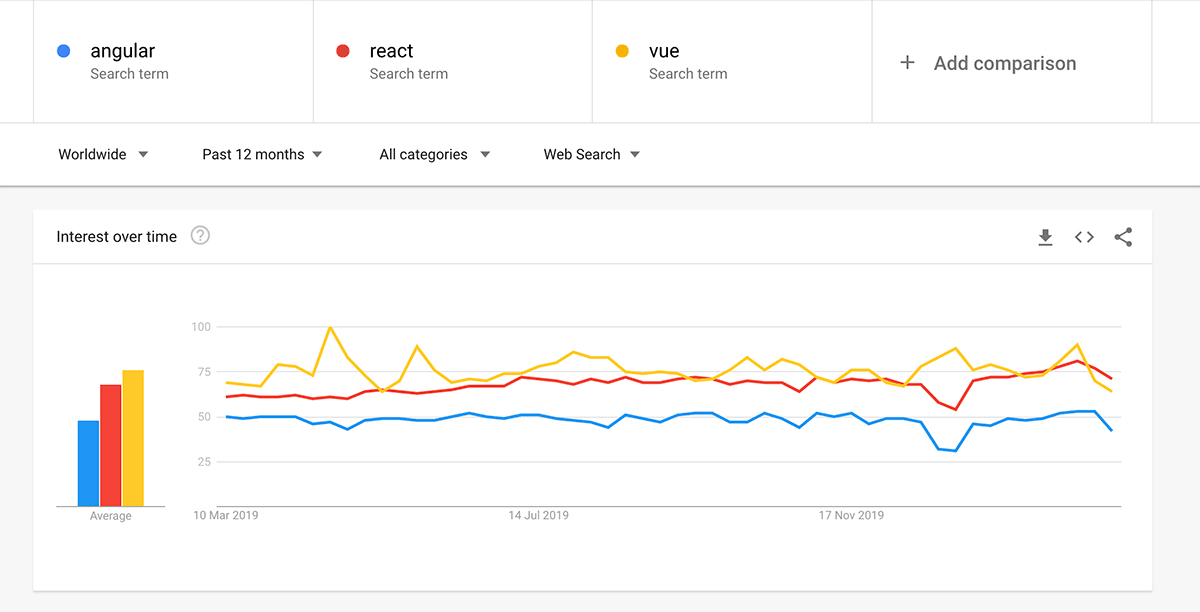 angular
Search term
react
Search term
vue
Search term
+ Add comparison
Worldwide
Past 12 months
All categories
Web Search
Interest over time
?
100
75
50
25
Average
10 Mar 2019
14 Jul 2019
17 Nov 2019